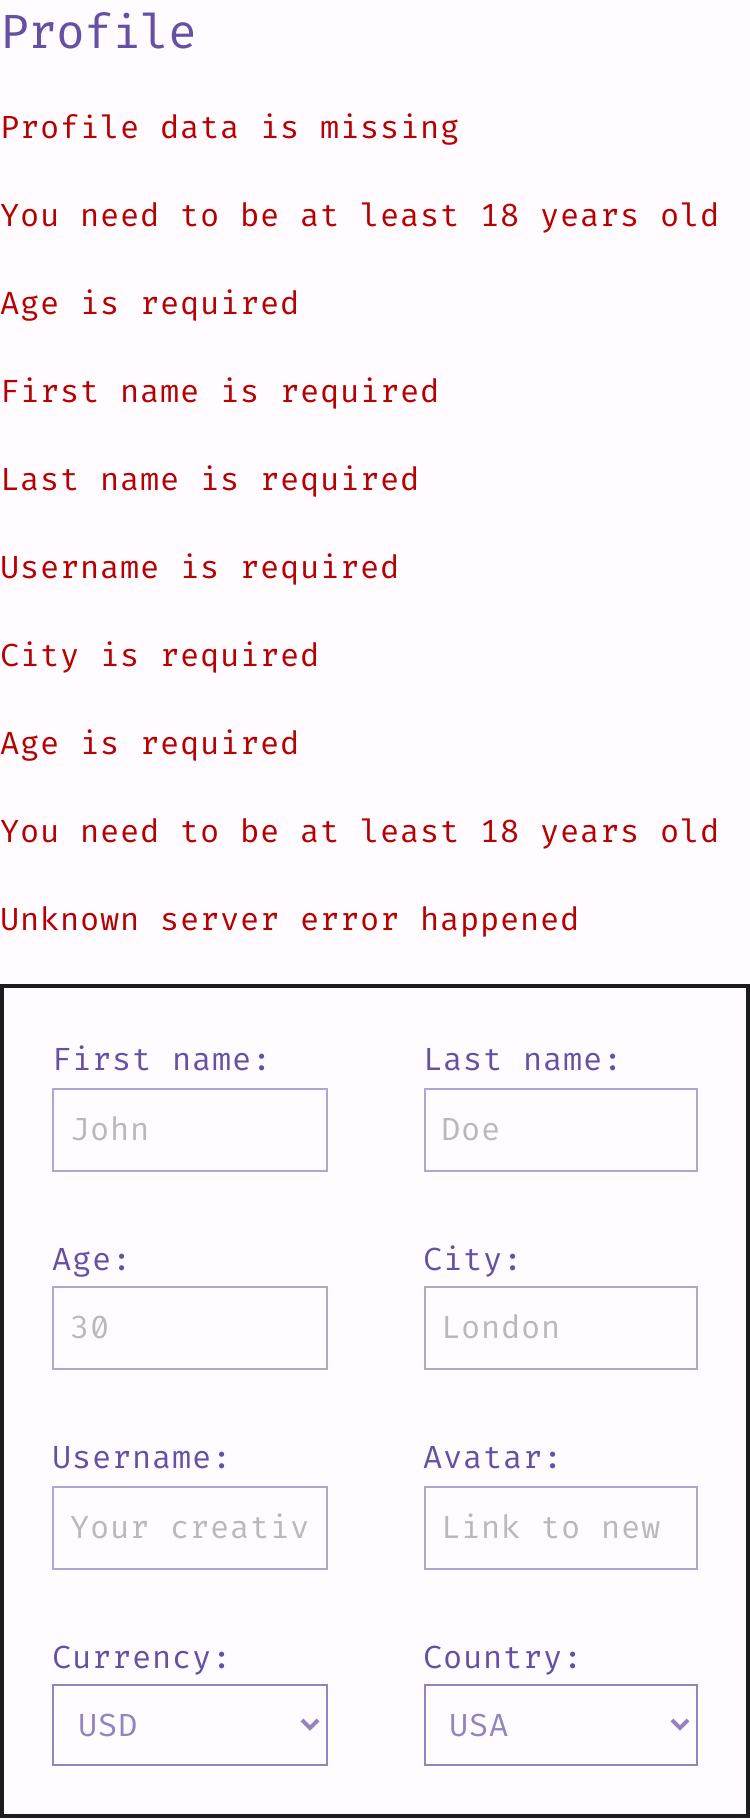 Profile
Profile data is missing
You need to be at least 18 years old
Age is required
First name is required
Last name is required
Username is required
City is required
Age is required
You need to be at least 18 years old
Unknown server error happened
First name: Last name:
John Doe
Age: City:
30 London
Username: Avatar:
Your creativ Link to new
Currency: Country:
USD USA